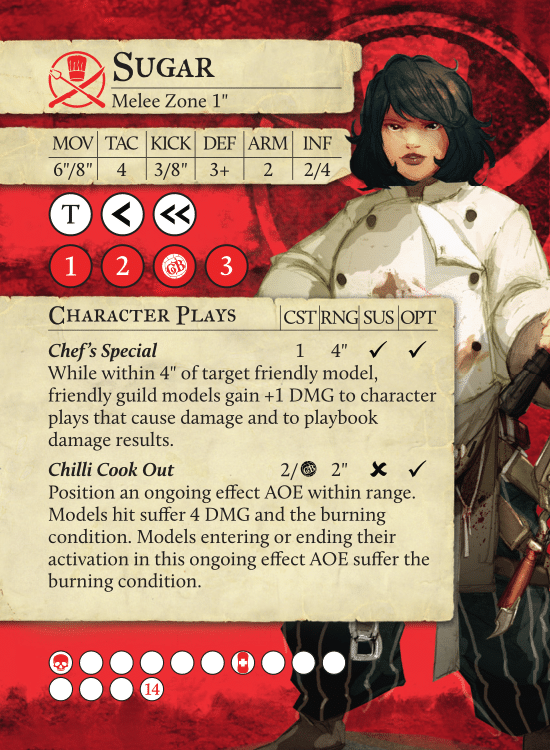 SUGAR
Melee Zone 1"
MOV TAC KICK DEF ARM INF
6"/8" 4 3/8" 3+ 2 2/4
T < <<
1 2 GB 3
CHARACTER PLAYS CST RNG SUS OPT
Chef's Special 1 4" ✓ ✓
While within 4" of target friendly model,
friendly guild models gain +1 DMG to character
plays that cause damage and to playbook
damage results.
Chilli Cook Out 2/GB 2" ✘ ✓
Position an ongoing effect AOE within range.
Models hit suffer 4 DMG and the burning
condition. Models entering or ending their
activation in this ongoing effect AOE suffer the
burning condition.
14